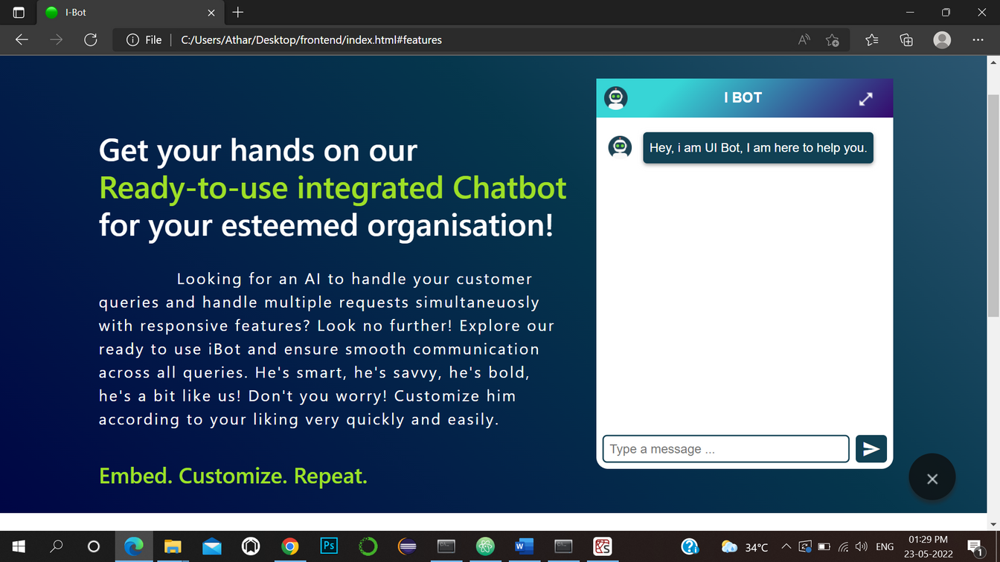 I-Bot
File
C:/Users/Athar/Desktop/frontend/index.html#features
Get your hands on our
Ready-to-use integrated Chatbot
for your esteemed organisation!
Looking for an AI to handle your customer
queries and handle multiple requests simultaneuosly
with responsive features? Look no further! Explore our
ready to use iBot and ensure smooth communication
across all queries. He's smart, he's savvy, he's bold,
he's a bit like us! Don't you worry! Customize him
according to your liking very quickly and easily.
Embed. Customize. Repeat.
I BOT
Hey, i am UI Bot, I am here to help you.
Type a message ...
Ps
W
34°C
ENG
01:29 PM
23-05-2022
1